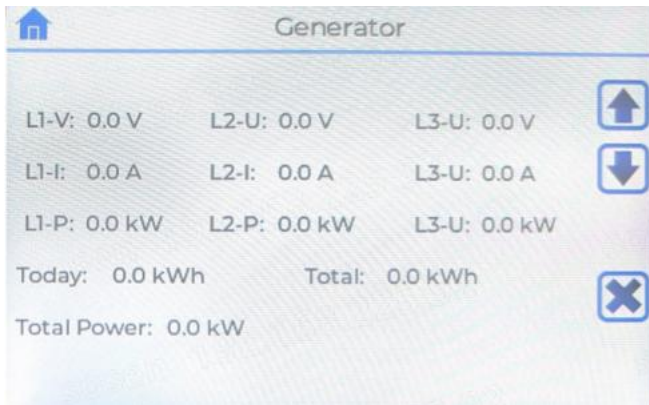 Generator
L1-V: 0.0 V L2-U: 0.0 V L3-U: 0.0 V
L1-I: 0.0 A L2-I: 0.0 A L3-U: 0.0 A
L1-P: 0.0 kW L2-P: 0.0 kW L3-U: 0.0 kW
Today: 0.0 kWh Total: 0.0 kWh
Total Power: 0.0 kW